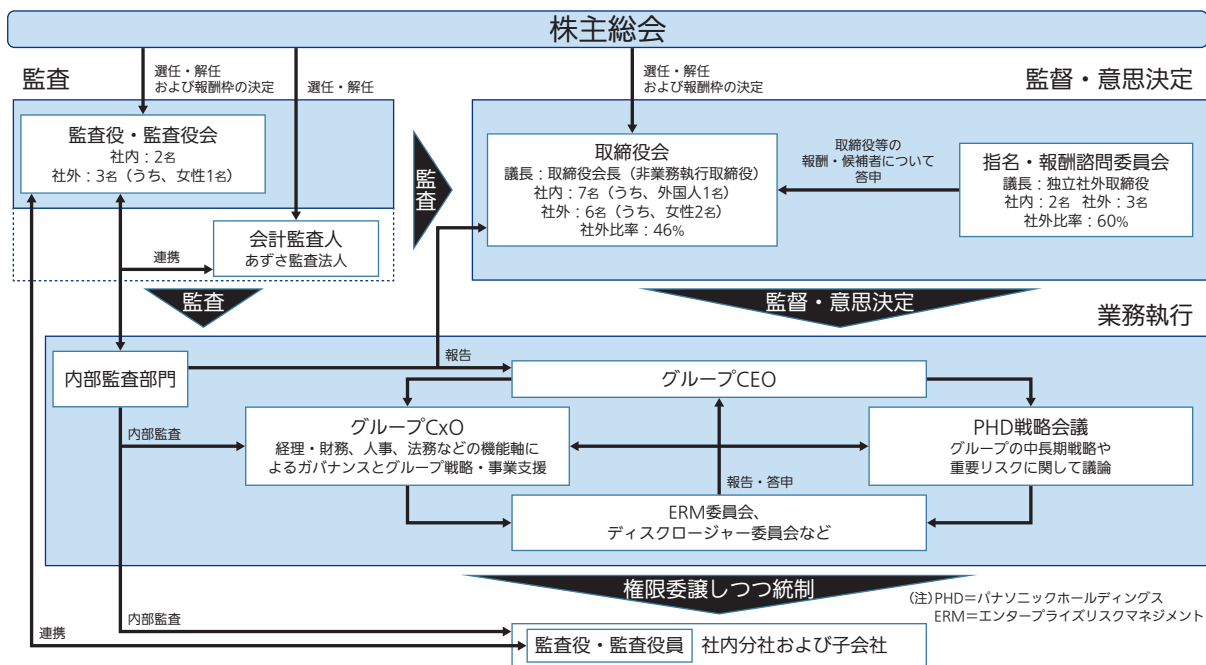 株主総会
監査
選任・解任
および報酬枠の決定
選任・解任
選任・解任
および報酬枠の決定
監督・意思決定
監査役・監査役会
社内：2名
社外：3名（うち、女性1名）
会計監査人
あずさ監査法人
連携
監査
取締役会
議長：取締役会長（非業務執行取締役）
社内：7名（うち、外国人1名）
社外：6名（うち、女性2名）
社外比率：46%
取締役等の
報酬・候補者について
答申
指名・報酬諮問委員会
議長：独立社外取締役
社内：2名 社外：3名
社外比率：60%
監査
監督・意思決定
業務執行
内部監査部門
報告
グループCEO
内部監査
グループCxO
経理・財務、人事、法務などの機能軸に
よるガバナンスとグループ戦略・事業支援
PHD戦略会議
グループの中長期戦略や
重要リスクに関して議論
報告・答申
ERM委員会、
ディスクロージャー委員会など
権限委譲しつつ統制
（注）PHD＝パナソニックホールディングス
ERM＝エンタープライズリスクマネジメント
内部監査
連携
監査役・監査役員 社内分社および子会社